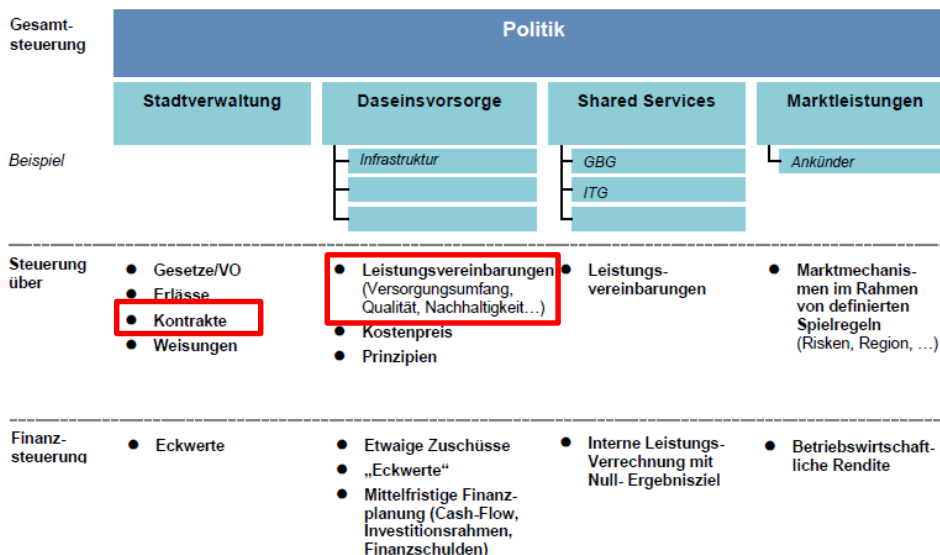 Gesamt-
steuerung
Politik
Stadtverwaltung
Daseinsvorsorge
Shared Services
Marktleistungen
Beispiel
Infrastruktur
GBG
ITG
Ankünder
Steuerung
über
● Gesetze/VO
● Erlässe
● Kontrakte
● Weisungen
● Leistungsvereinbarungen
(Versorgungsumfang,
Qualität, Nachhaltigkeit…)
● Kostenpreis
● Prinzipien
● Leistungs-
vereinbarungen
● Marktmechanis-
men im Rahmen
von definierten
Spielregeln
(Risken, Region, …)
Finanz-
steuerung
● Eckwerte
● Etwaige Zuschüsse
● „Eckwerte“
● Mittelfristige Finanz-
planung (Cash-Flow,
Investitionsrahmen,
Finanzschulden)
● Interne Leistungs-
Verrechnung mit
Null- Ergebnisziel
● Betriebswirtschaft-
liche Rendite